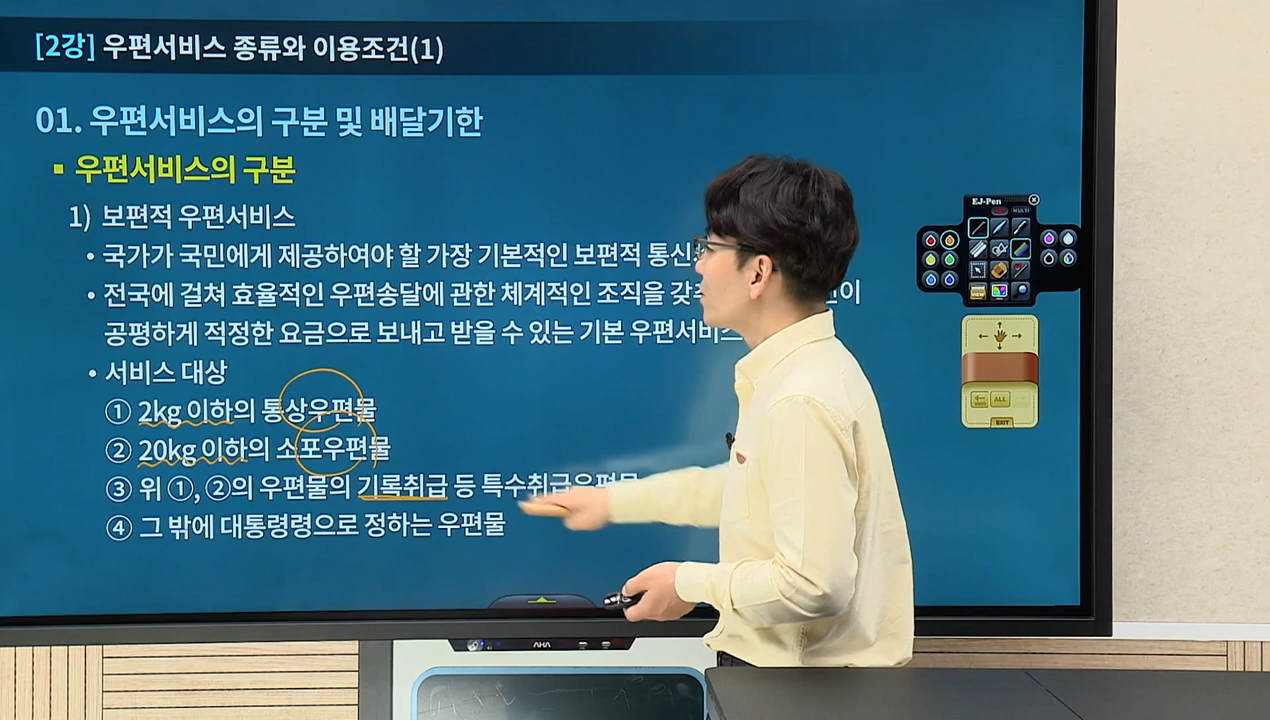 [2강] 우편서비스 종류와 이용조건(1)
01. 우편서비스의 구분 및 배달기한
▪ 우편서비스의 구분
1) 보편적 우편서비스
• 국가가 국민에게 제공하여야 할 가장 기본적인 보편적 통신
• 전국에 걸쳐 효율적인 우편송달에 관한 체계적인 조직을 갖추
공평하게 적정한 요금으로 보내고 받을 수 있는 기본 우편서비스
• 서비스 대상
① 2kg 이하의 통상우편물
② 20kg 이하의 소포우편물
③ 위 ①, ②의 우편물의 기록취급 등 특수취급우편물
④ 그 밖에 대통령령으로 정하는 우편물
EJ-Pen
MULTI
VIEW
ALL
EXIT
AHA